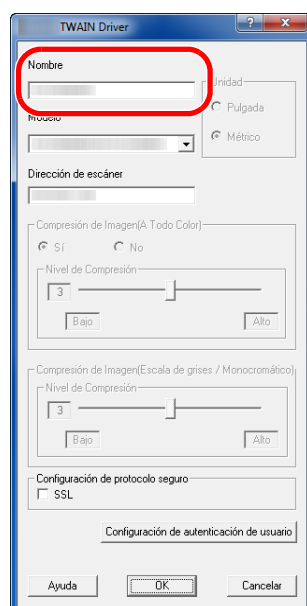 TWAIN Driver
?
Nombre
Unidad
Pulgada
Modelo
Métrico
Dirección de escáner
Compresión de Imagen(A Todo Color)
Sí No
Nivel de Compresión
3
Bajo Alto
Compresión de Imagen(Escala de grises / Monocromático)
Nivel de Compresión
3
Bajo Alto
Configuración de protocolo seguro
SSL
Configuración de autenticación de usuario
Ayuda OK Cancelar